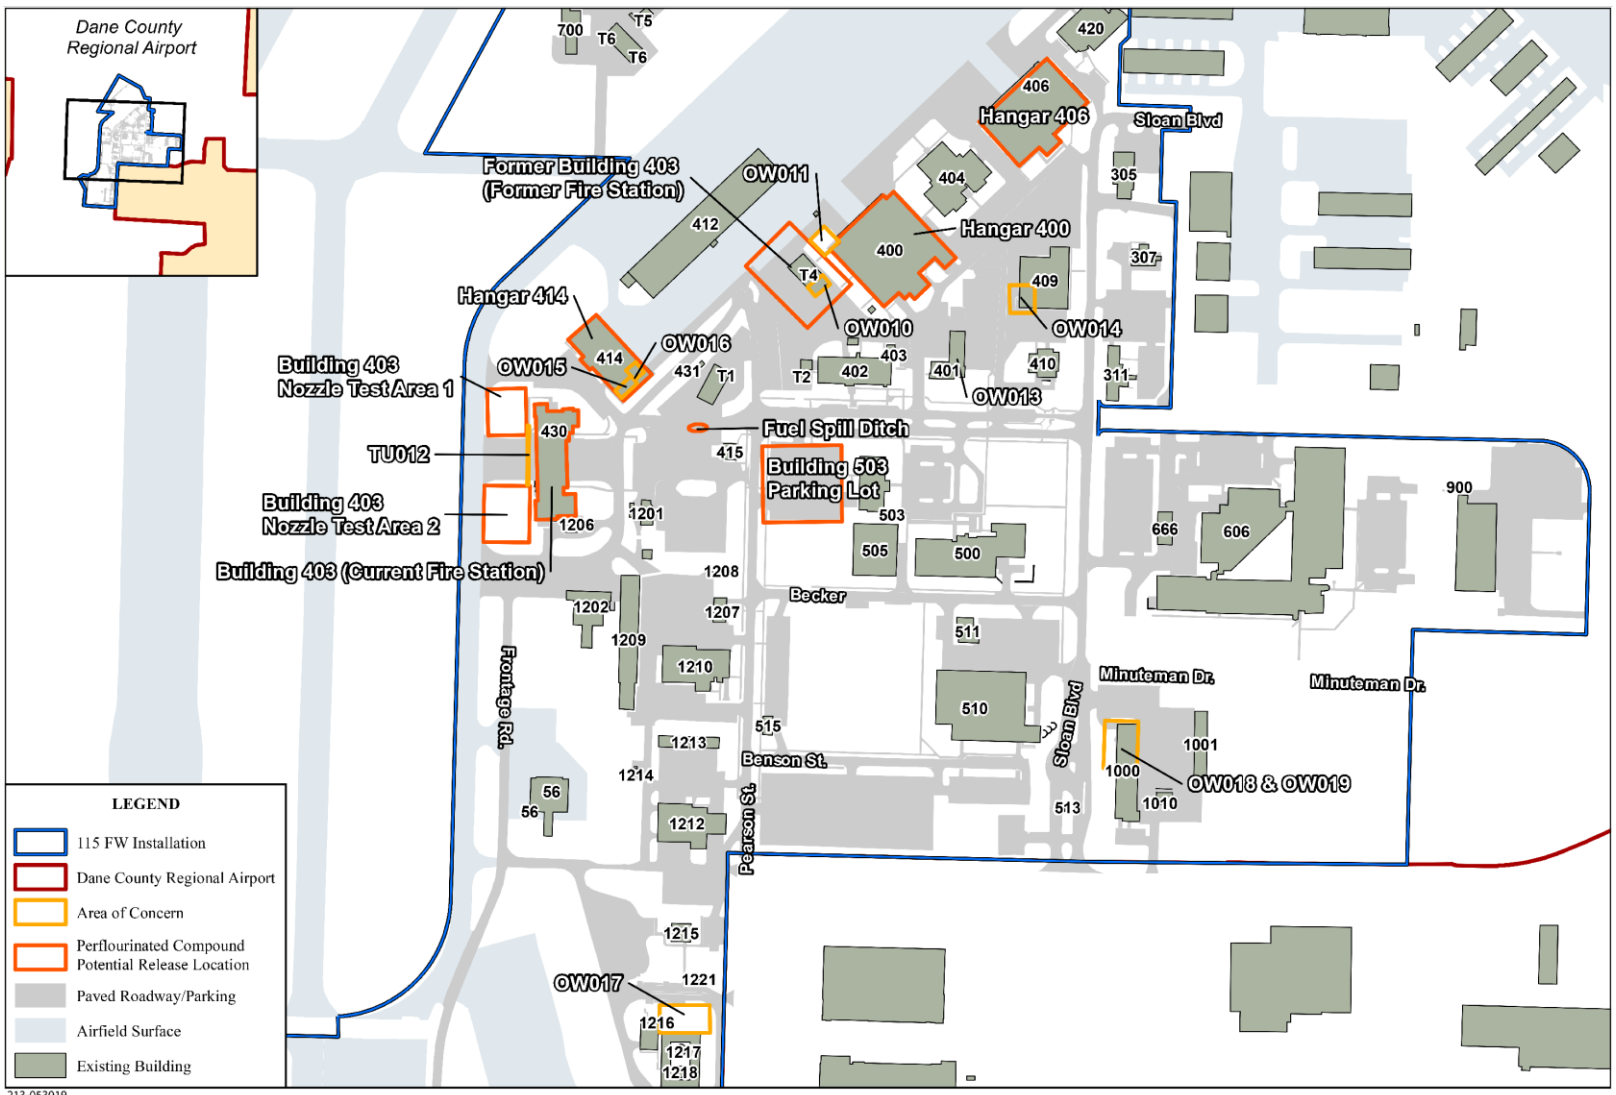 Dane County
Regional Airport
700
T5
T6
T6
420
406
Hangar 406
Sloan Blvd
Former Building 403
(Former Fire Station)
OW011
404
305
412
Hangar 400
400
307
T4
409
Hangar 414
OW010
OW014
OW016
414
OW015
431
T1
T2
402
403
401
410
311
OW013
Building 403
Nozzle Test Area 1
430
Fuel Spill Ditch
TU012
415
Building 503
Parking Lot
Building 403
Nozzle Test Area 2
1206
1201
503
505
500
666
606
900
Building 403 (Current Fire Station)
1208
Becker
1202
1207
1209
511
1210
Frontage Rd.
Minuteman Dr.
Minuteman Dr.
510
Sloan Blvd
515
1213
Benson St.
1214
1001
1000
OW018 & OW019
1010
513
56
56
1212
Pearson St.
1215
1221
OW017
1216
1217
1218
LEGEND
115 FW Installation
Dane County Regional Airport
Area of Concern
Perflourinated Compound
Potential Release Location
Paved Roadway/Parking
Airfield Surface
Existing Building